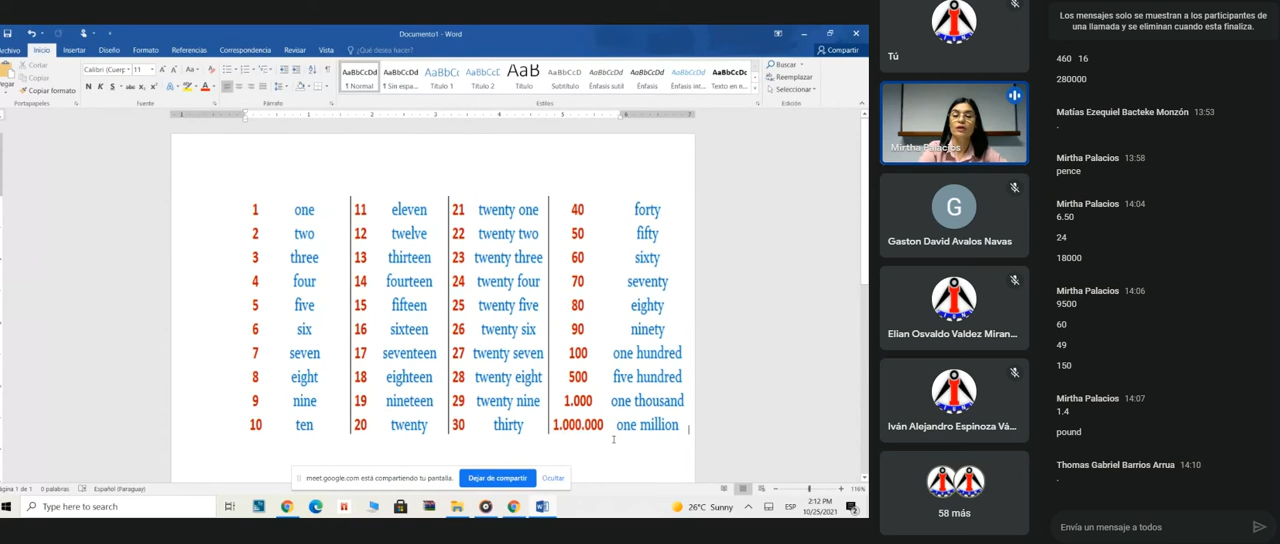 Documento1 - Word
Archivo Inicio Insertar Diseño Formato Referencias Correspondencia Revisar Vista ¿Qué desea hacer? Compartir
Cortar
Copiar
Pegar Copiar formato
Portapapeles
Calibri (Cuerp 11
Fuente
Párrafo
AaBbCcDd AaBbCcDd AaBbC AaBbCcD AaB AaBbCcD AaBbCcDd AaBbCcDd AaBbCcDd AaBbCcDc
¶ Normal ¶ Sin espa... Título 1 Título 2 Título Subtítulo Énfasis sutil Énfasis Énfasis int... Texto en n...
Estilos
Buscar
Reemplazar
Seleccionar
Edición
1 one 11 eleven 21 twenty one 40 forty
2 two 12 twelve 22 twenty two 50 fifty
3 three 13 thirteen 23 twenty three 60 sixty
4 four 14 fourteen 24 twenty four 70 seventy
5 five 15 fifteen 25 twenty five 80 eighty
6 six 16 sixteen 26 twenty six 90 ninety
7 seven 17 seventeen 27 twenty seven 100 one hundred
8 eight 18 eighteen 28 twenty eight 500 five hundred
9 nine 19 nineteen 29 twenty nine 1.000 one thousand
10 ten 20 twenty 30 thirty 1.000.000 one million
meet.google.com está compartiendo tu pantalla. Dejar de compartir Ocultar
Página 1 de 1 0 palabras Español (Paraguay) 116%
Type here to search
26°C Sunny ESP 2:12 PM
10/25/2021
Tú
Mirtha Palacios
G
Gaston David Avalos Navas
Elian Osvaldo Valdez Miran...
Iván Alejandro Espinoza Vá...
58 más
Los mensajes solo se muestran a los participantes de
una llamada y se eliminan cuando esta finaliza.
460 16
280000
Matías Ezequiel Bacteke Monzón 13:53
.
Mirtha Palacios 13:58
pence
Mirtha Palacios 14:04
6.50
24
18000
Mirtha Palacios 14:06
9500
60
49
150
Mirtha Palacios 14:07
1.4
pound
Thomas Gabriel Barrios Arrua 14:10
.
Envía un mensaje a todos